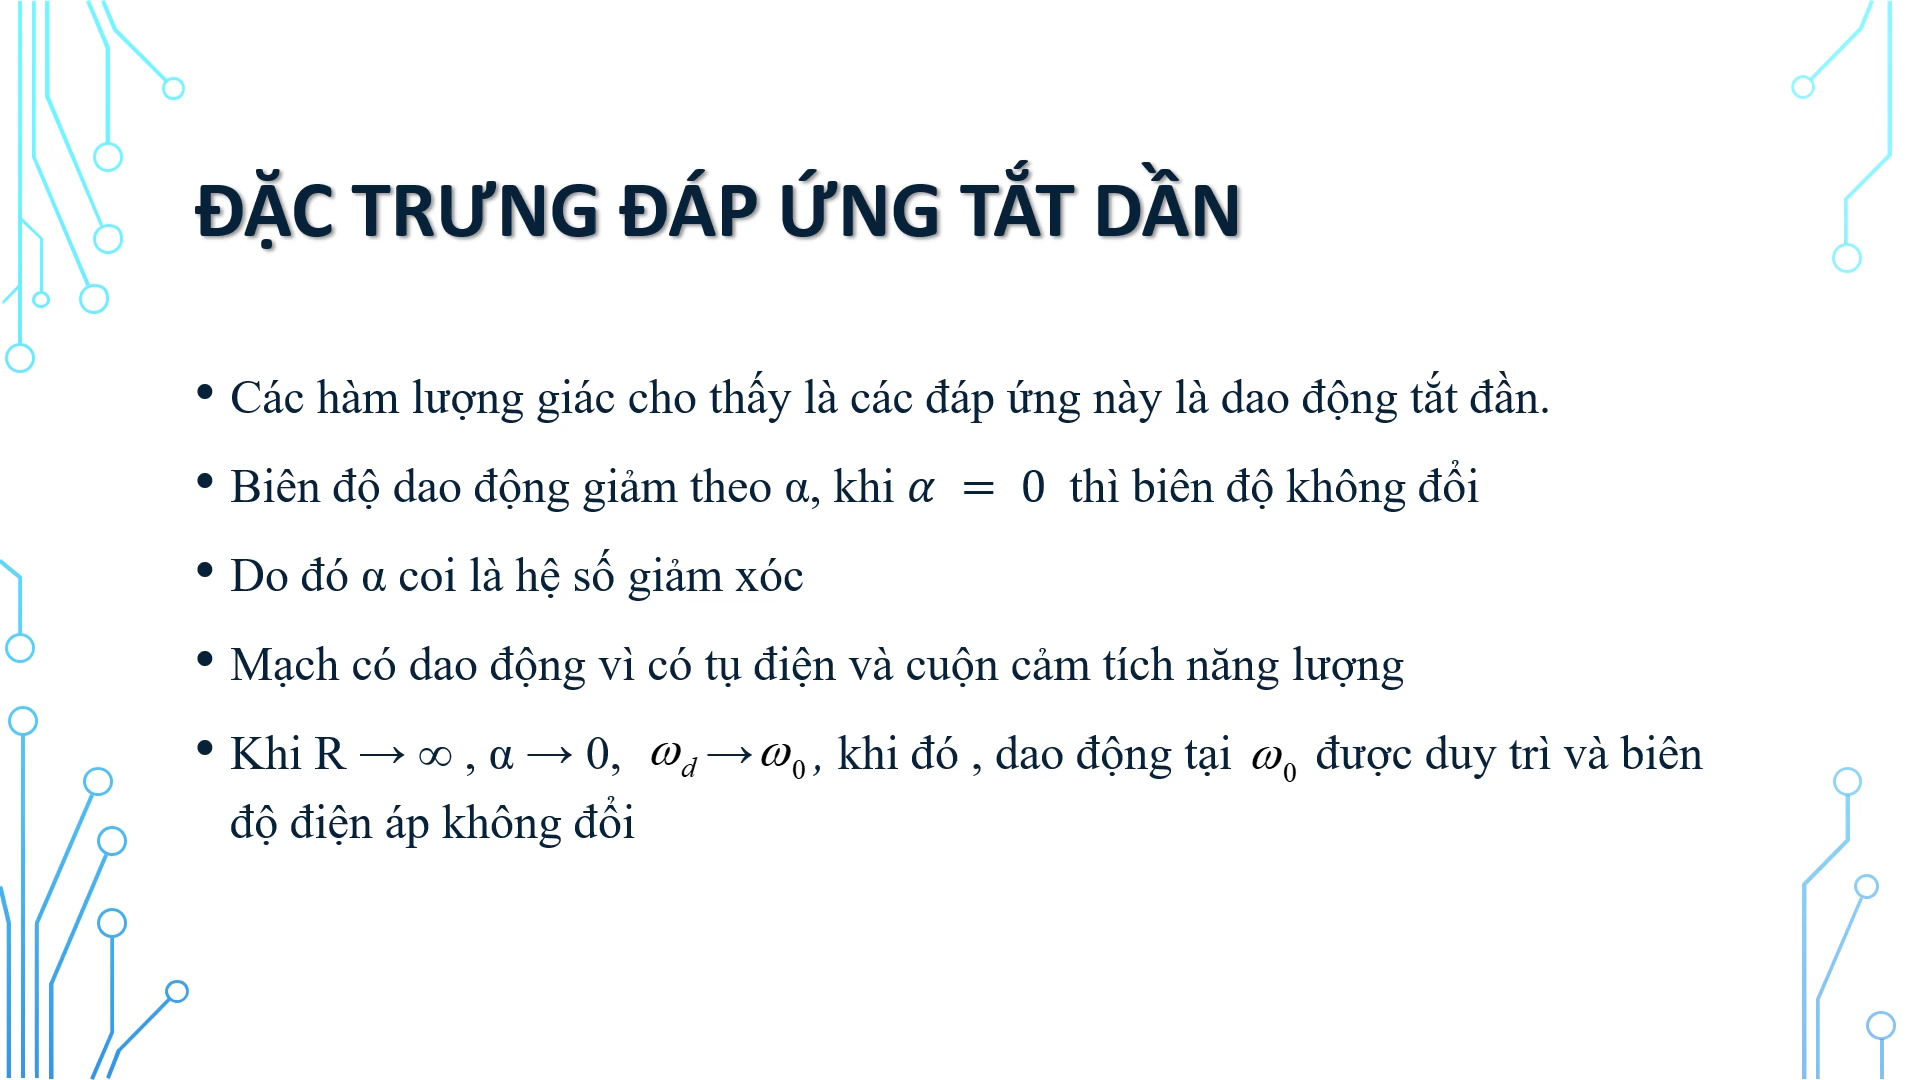 ĐẶC TRƯNG ĐÁP ỨNG TẮT DẦN
• Các hàm lượng giác cho thấy là các đáp ứng này là dao động tắt đần.
• Biên độ dao động giảm theo α, khi α = 0 thì biên độ không đổi
• Do đó α coi là hệ số giảm xóc
• Mạch có dao động vì có tụ điện và cuộn cảm tích năng lượng
• Khi R → ∞ , α → 0, ω_d → ω_0 , khi đó , dao động tại ω_0 được duy trì và biên
độ điện áp không đổi